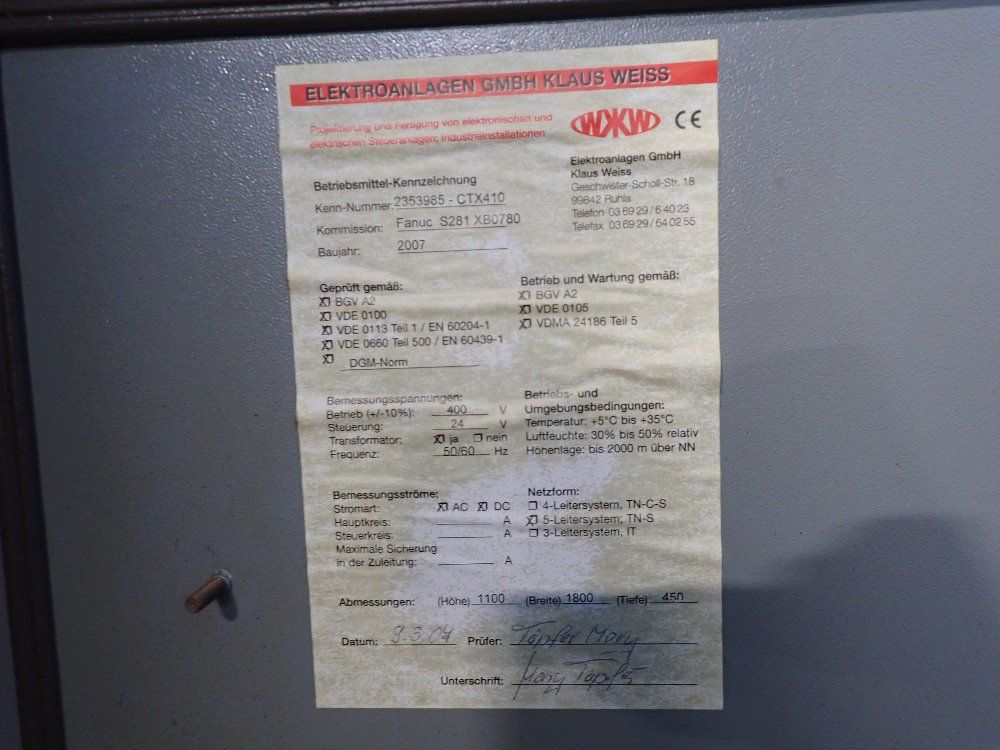 ELEKTROANLAGEN GMBH KLAUS WEISS
Projektierung und Fertigung von elektronischen und
elektrischen Steueranlagen; Industrieinstallationen
WKW CE
Elektroanlagen GmbH
Klaus Weiss
Geschwister-Scholl-Str. 18
99842 Ruhla
Telefon 03 69 29 / 6 40 23
Telefax 03 69 29 / 64 02 55
Betriebsmittel-Kennzeichnung
Kenn-Nummer: 2353985 - CTX410
Kommission: Fanuc S281 XB0780
Baujahr: 2007
Geprüft gemäß:
X BGV A2
X VDE 0100
X VDE 0113 Teil 1 / EN 60204-1
X VDE 0660 Teil 500 / EN 60439-1
X DGM-Norm
Betrieb und Wartung gemäß:
X BGV A2
X VDE 0105
X VDMA 24186 Teil 5
Bemessungsspannungen:
Betrieb (+/-10%): 400 V
Steuerung: 24 V
Transformator: X ja nein
Frequenz: 50/60 Hz
Betriebs- und
Umgebungsbedingungen:
Temperatur: +5°C bis +35°C
Luftfeuchte: 30% bis 50% relativ
Höhenlage: bis 2000 m über NN
Bemessungsströme:
Stromart: X AC X DC
Hauptkreis: A
Steuerkreis: A
Maximale Sicherung
in der Zuleitung: A
Netzform:
4-Leitersystem, TN-C-S
X 5-Leitersystem, TN-S
3-Leitersystem, IT
Abmessungen: (Höhe) 1100 (Breite) 1800 (Tiefe) 450
Datum: 9.3.07 Prüfer: Töpfer Mary
Unterschrift: Mary Töpfer